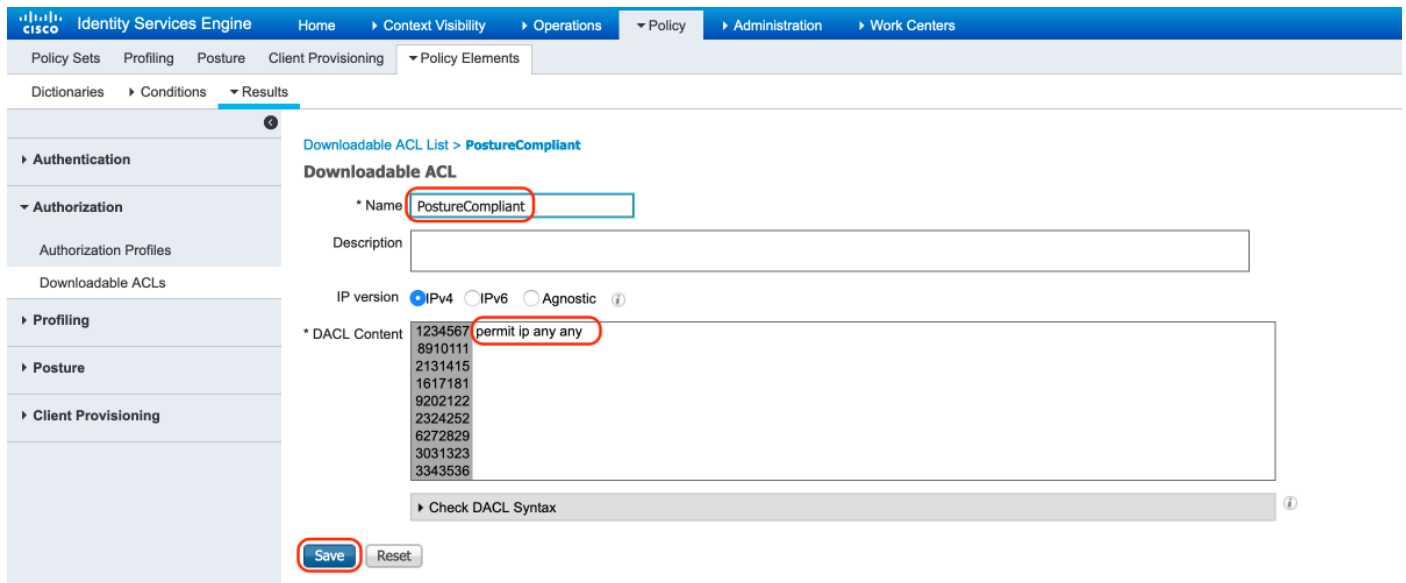 cisco Identity Services Engine Home Context Visibility Operations Policy Administration Work Centers
Policy Sets Profiling Posture Client Provisioning Policy Elements
Dictionaries Conditions Results
Downloadable ACL List > PostureCompliant
Downloadable ACL
* Name PostureCompliant
Description
IP version IPv4 IPv6 Agnostic i
* DACL Content 1234567 permit ip any any
8910111
2131415
1617181
9202122
2324252
6272829
3031323
3343536
Check DACL Syntax i
Save Reset
Authentication
Authorization
Authorization Profiles
Downloadable ACLs
Profiling
Posture
Client Provisioning